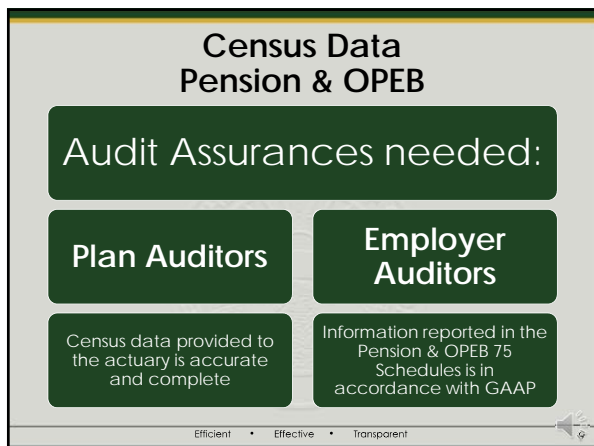 Census Data
Pension & OPEB
Audit Assurances needed:
Plan Auditors
Employer
Auditors
Census data provided to
the actuary is accurate
and complete
Information reported in the
Pension & OPEB 75
Schedules is in
accordance with GAAP
Efficient • Effective • Transparent